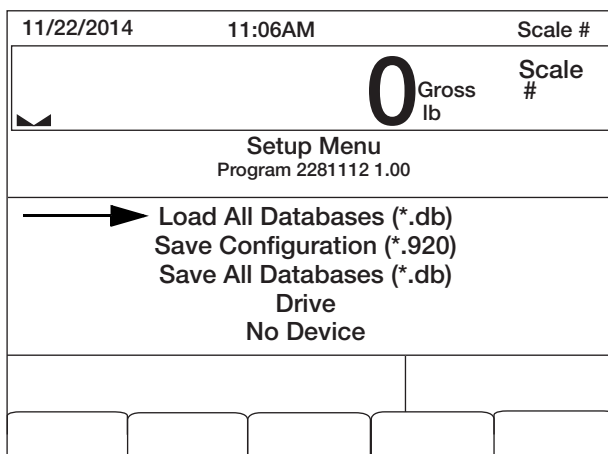 11/22/2014 11:06AM Scale #
0 Gross lb Scale #
Setup Menu
Program 2281112 1.00
Load All Databases (*.db)
Save Configuration (*.920)
Save All Databases (*.db)
Drive
No Device